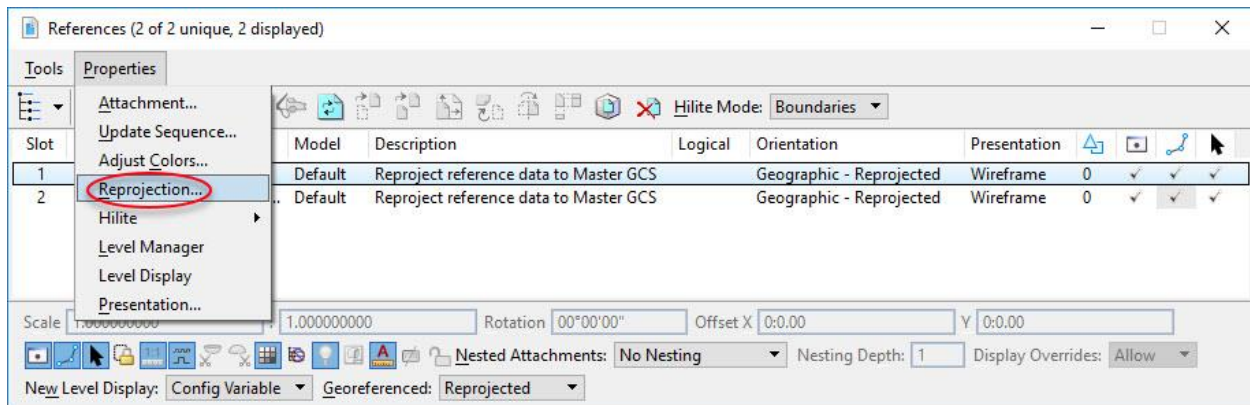 References (2 of 2 unique, 2 displayed)
Tools Properties
Attachment...
Update Sequence...
Adjust Colors...
Reprojection...
Hilite
Level Manager
Level Display
Presentation...
Hilite Mode: Boundaries
Slot Model Description Logical Orientation Presentation
1 Default Reproject reference data to Master GCS Geographic - Reprojected Wireframe 0
2 .. Default Reproject reference data to Master GCS Geographic - Reprojected Wireframe 0
Scale 1.000000000 : 1.000000000 Rotation 00°00'00" Offset X 0:0.00 Y 0:0.00
Nested Attachments: No Nesting Nesting Depth: 1 Display Overrides: Allow
New Level Display: Config Variable Georeferenced: Reprojected